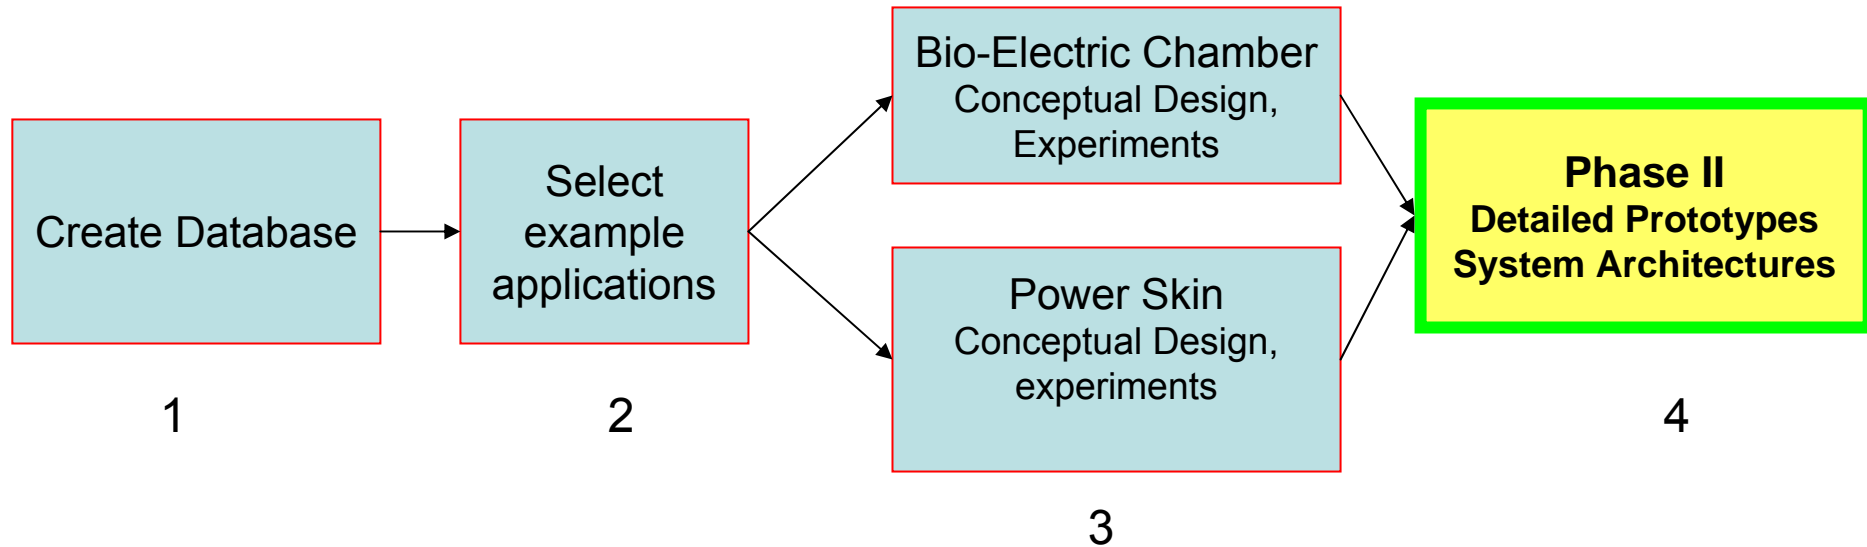 Create Database
1
Select
example
applications
2
Bio-Electric Chamber
Conceptual Design,
Experiments
Power Skin
Conceptual Design,
experiments
3
Phase II
Detailed Prototypes
System Architectures
4